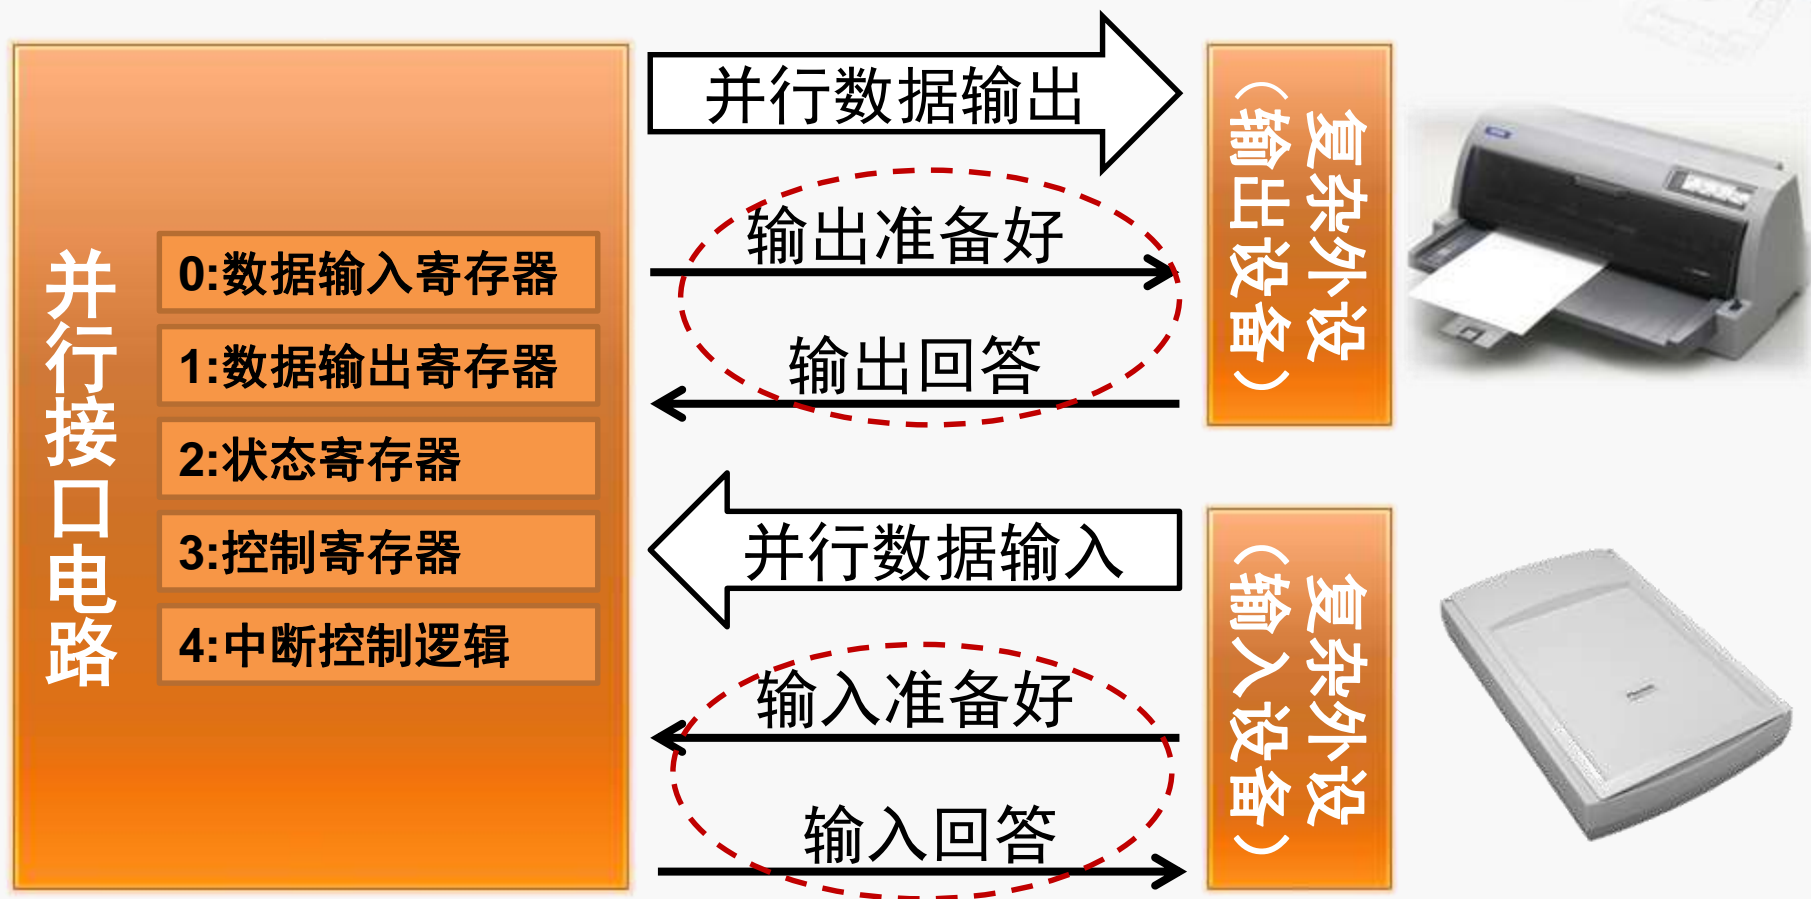 并行接口电路
0:数据输入寄存器
1:数据输出寄存器
2:状态寄存器
3:控制寄存器
4:中断控制逻辑
并行数据输出
输出准备好
输出回答
复杂外设
（输出设备）
并行数据输入
输入准备好
输入回答
复杂外设
（输入设备）